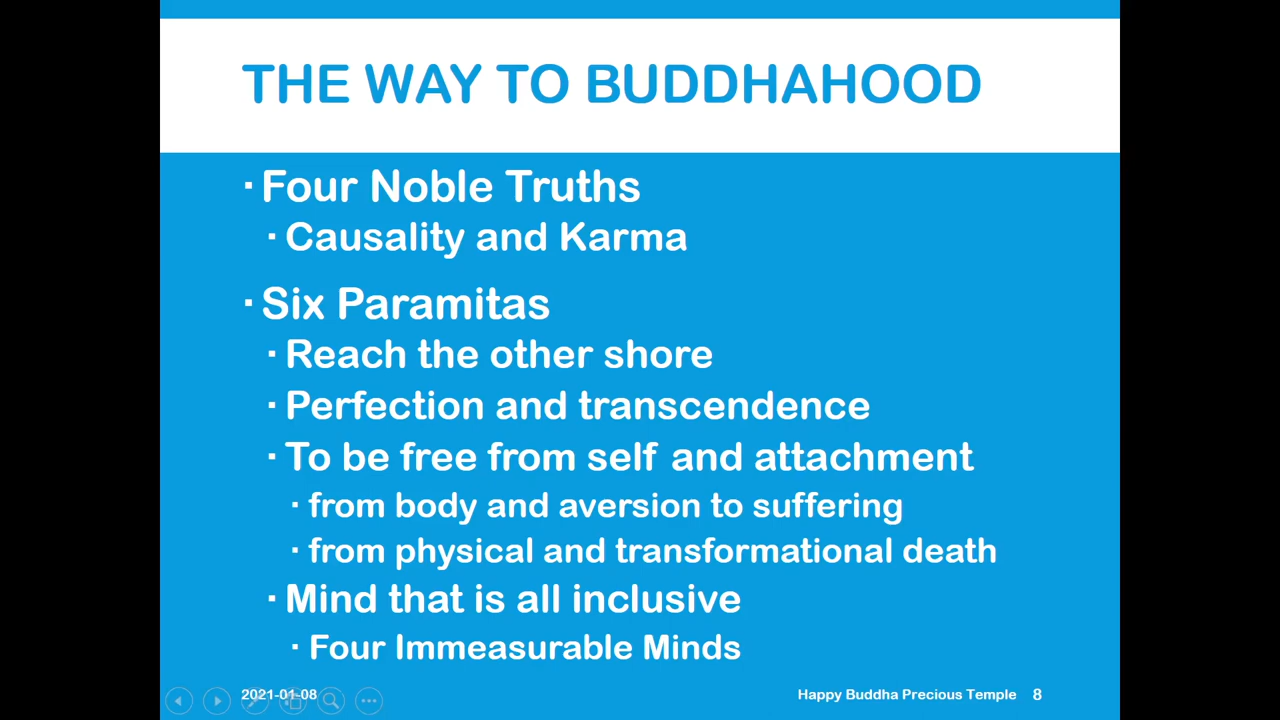 THE WAY TO BUDDHAHOOD
▪ Four Noble Truths
▪ Causality and Karma
▪ Six Paramitas
▪ Reach the other shore
▪ Perfection and transcendence
▪ To be free from self and attachment
▪ from body and aversion to suffering
▪ from physical and transformational death
▪ Mind that is all inclusive
▪ Four Immeasurable Minds
2021-01-08 Happy Buddha Precious Temple 8